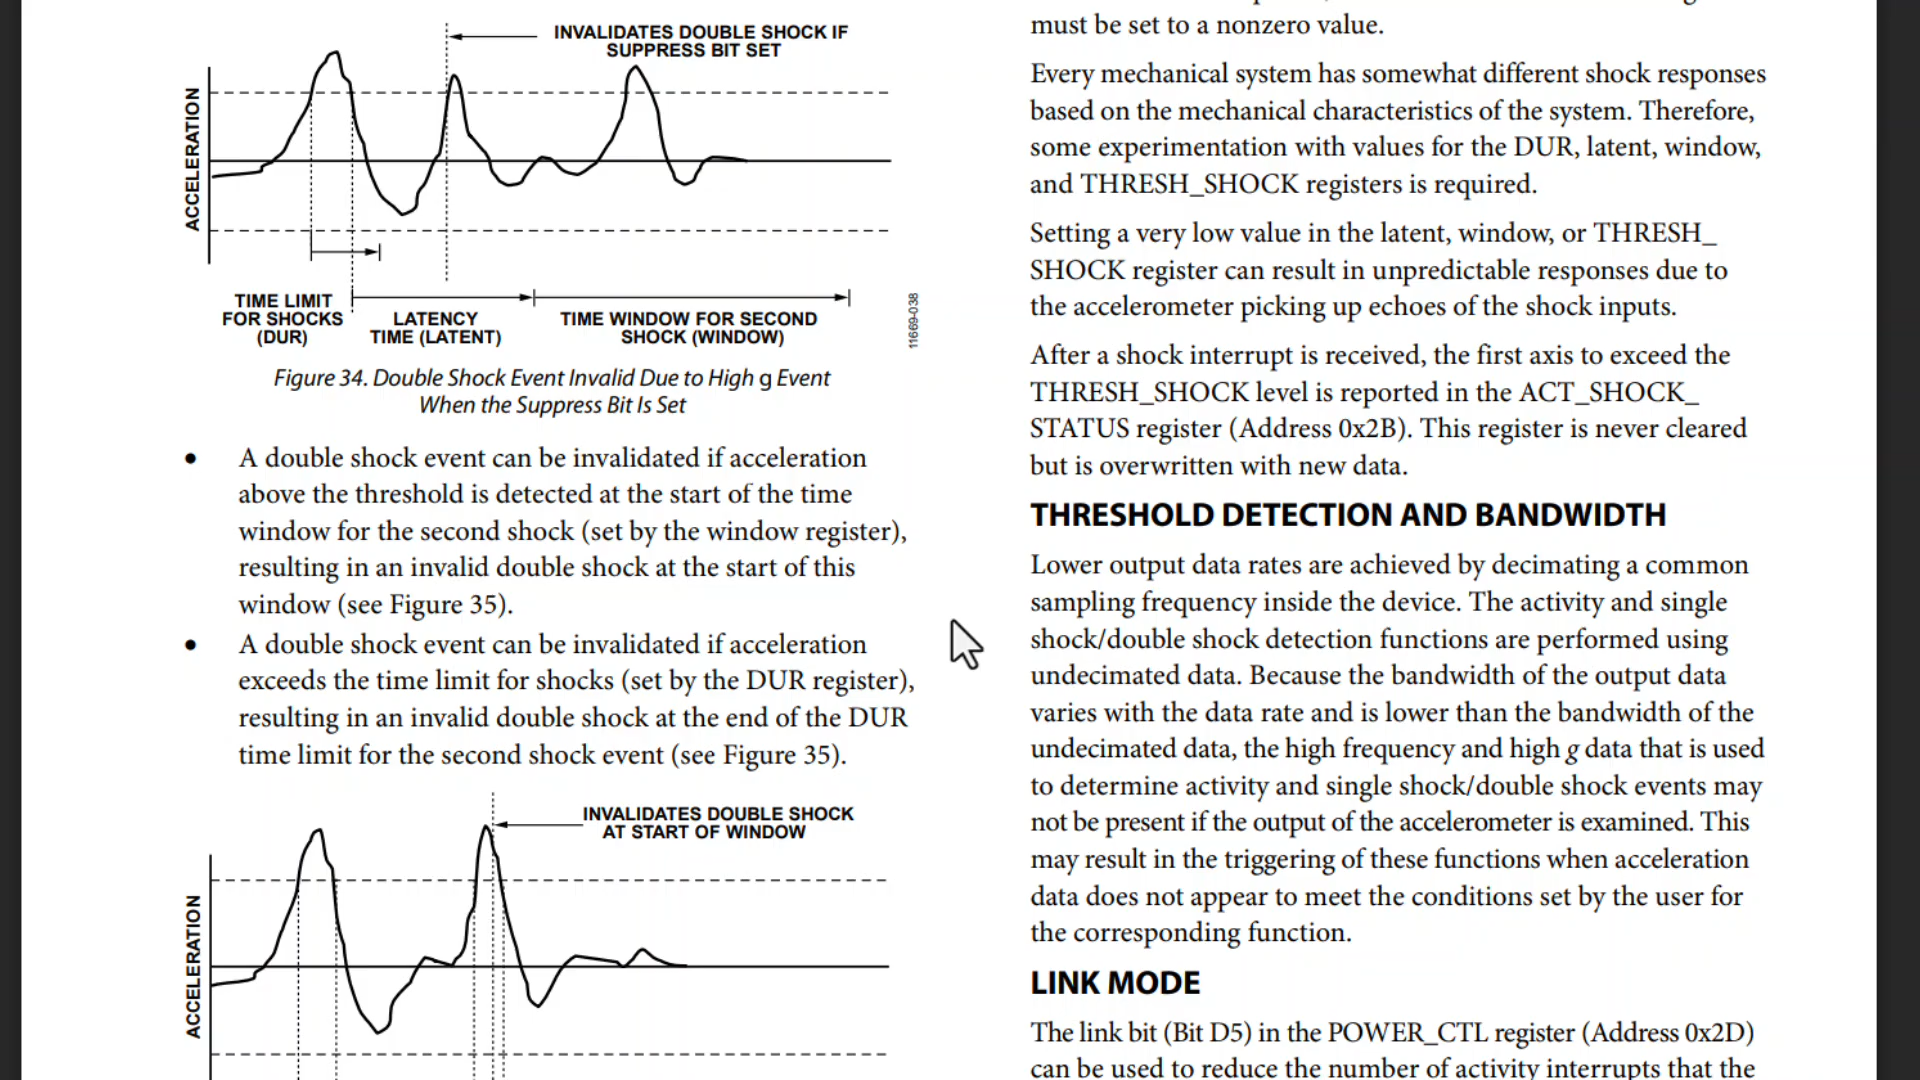 INVALIDATES DOUBLE SHOCK IF
SUPPRESS BIT SET
ACCELERATION
TIME LIMIT
FOR SHOCKS
(DUR)
LATENCY
TIME (LATENT)
TIME WINDOW FOR SECOND
SHOCK (WINDOW)
11669-038
Figure 34. Double Shock Event Invalid Due to High g Event
When the Suppress Bit Is Set
• A double shock event can be invalidated if acceleration
above the threshold is detected at the start of the time
window for the second shock (set by the window register),
resulting in an invalid double shock at the start of this
window (see Figure 35).
• A double shock event can be invalidated if acceleration
exceeds the time limit for shocks (set by the DUR register),
resulting in an invalid double shock at the end of the DUR
time limit for the second shock event (see Figure 35).
INVALIDATES DOUBLE SHOCK
AT START OF WINDOW
ACCELERATION
must be set to a nonzero value.
Every mechanical system has somewhat different shock responses
based on the mechanical characteristics of the system. Therefore,
some experimentation with values for the DUR, latent, window,
and THRESH_SHOCK registers is required.
Setting a very low value in the latent, window, or THRESH_
SHOCK register can result in unpredictable responses due to
the accelerometer picking up echoes of the shock inputs.
After a shock interrupt is received, the first axis to exceed the
THRESH_SHOCK level is reported in the ACT_SHOCK_
STATUS register (Address 0x2B). This register is never cleared
but is overwritten with new data.
THRESHOLD DETECTION AND BANDWIDTH
Lower output data rates are achieved by decimating a common
sampling frequency inside the device. The activity and single
shock/double shock detection functions are performed using
undecimated data. Because the bandwidth of the output data
varies with the data rate and is lower than the bandwidth of the
undecimated data, the high frequency and high g data that is used
to determine activity and single shock/double shock events may
not be present if the output of the accelerometer is examined. This
may result in the triggering of these functions when acceleration
data does not appear to meet the conditions set by the user for
the corresponding function.
LINK MODE
The link bit (Bit D5) in the POWER_CTL register (Address 0x2D)
can be used to reduce the number of activity interrupts that the